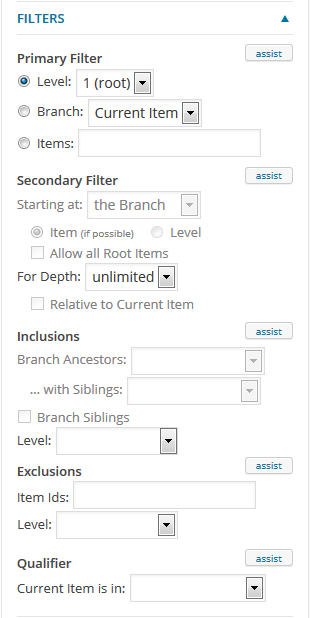 FILTERS
Primary Filter assist
Level: 1 (root)
Branch: Current Item
Items:
Secondary Filter assist
Starting at: the Branch
Item (if possible) Level
Allow all Root Items
For Depth: unlimited
Relative to Current Item
Inclusions assist
Branch Ancestors:
... with Siblings:
Branch Siblings
Level:
Exclusions assist
Item Ids:
Level:
Qualifier assist
Current Item is in: